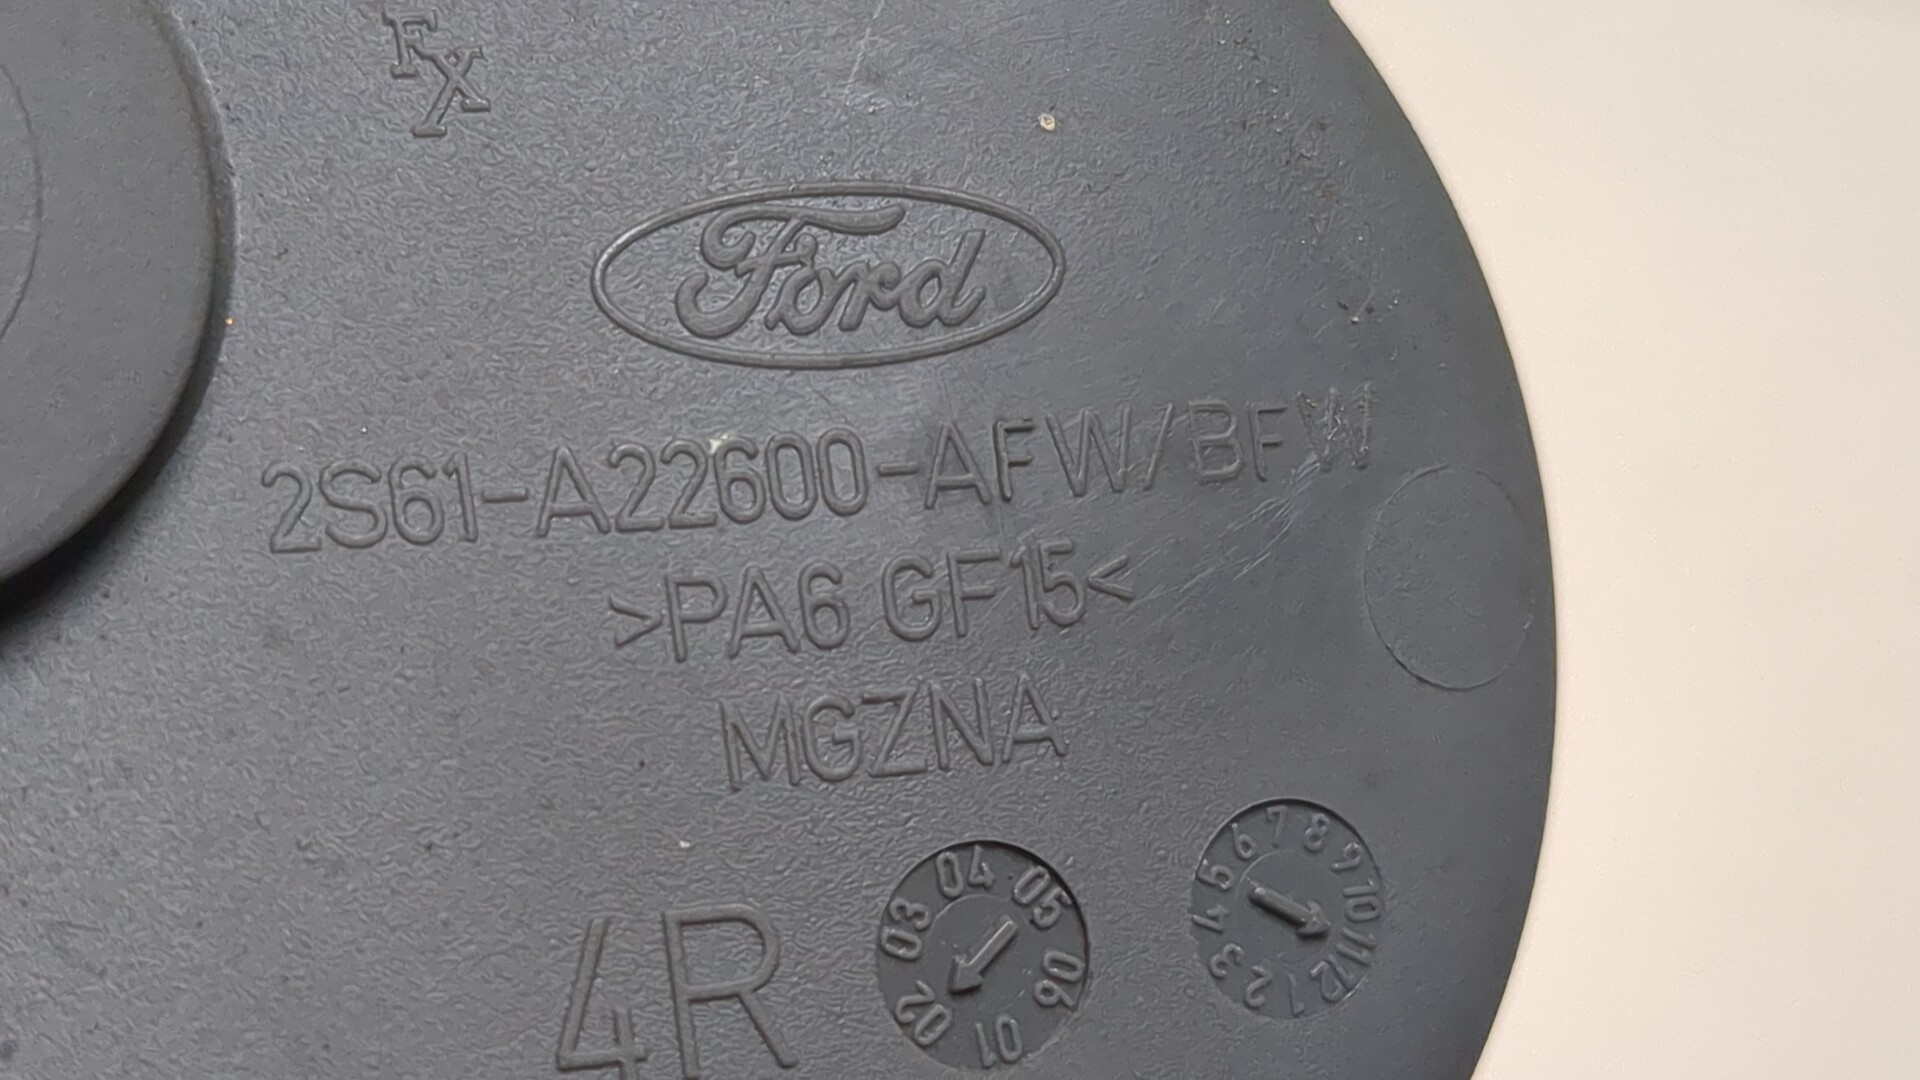 FX
Ford
2S61-A22600-AFW/BFW
>PA6 GF15<
MGZNA
4R
01 02 03 04 05 06
1 2 3 4 5 6 7 8 9 10 11 12